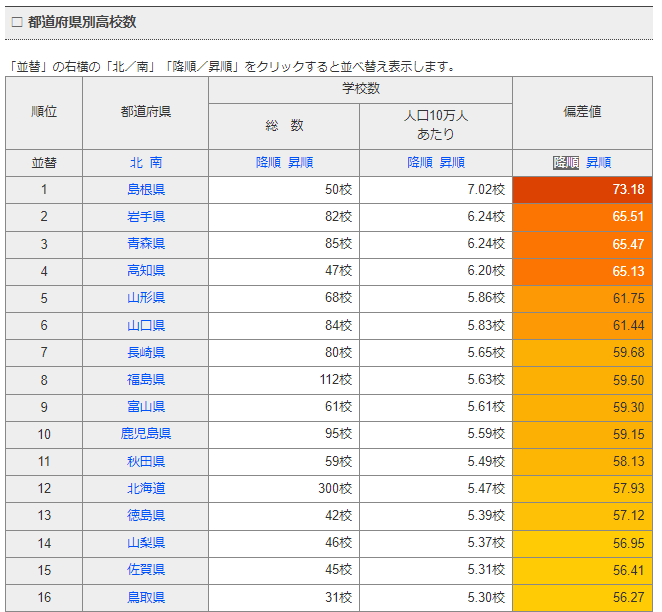 □ 都道府県別高校数
「並替」の右横の「北／南」「降順／昇順」をクリックすると並べ替え表示します。
順位 都道府県 学校数 偏差値
総　数 人口10万人
あたり
並替 北 南 降順 昇順 降順 昇順 降順 昇順
1 島根県 50校 7.02校 73.18
2 岩手県 82校 6.24校 65.51
3 青森県 85校 6.24校 65.47
4 高知県 47校 6.20校 65.13
5 山形県 68校 5.86校 61.75
6 山口県 84校 5.83校 61.44
7 長崎県 80校 5.65校 59.68
8 福島県 112校 5.63校 59.50
9 富山県 61校 5.61校 59.30
10 鹿児島県 95校 5.59校 59.15
11 秋田県 59校 5.49校 58.13
12 北海道 300校 5.47校 57.93
13 徳島県 42校 5.39校 57.12
14 山梨県 46校 5.37校 56.95
15 佐賀県 45校 5.31校 56.41
16 鳥取県 31校 5.30校 56.27